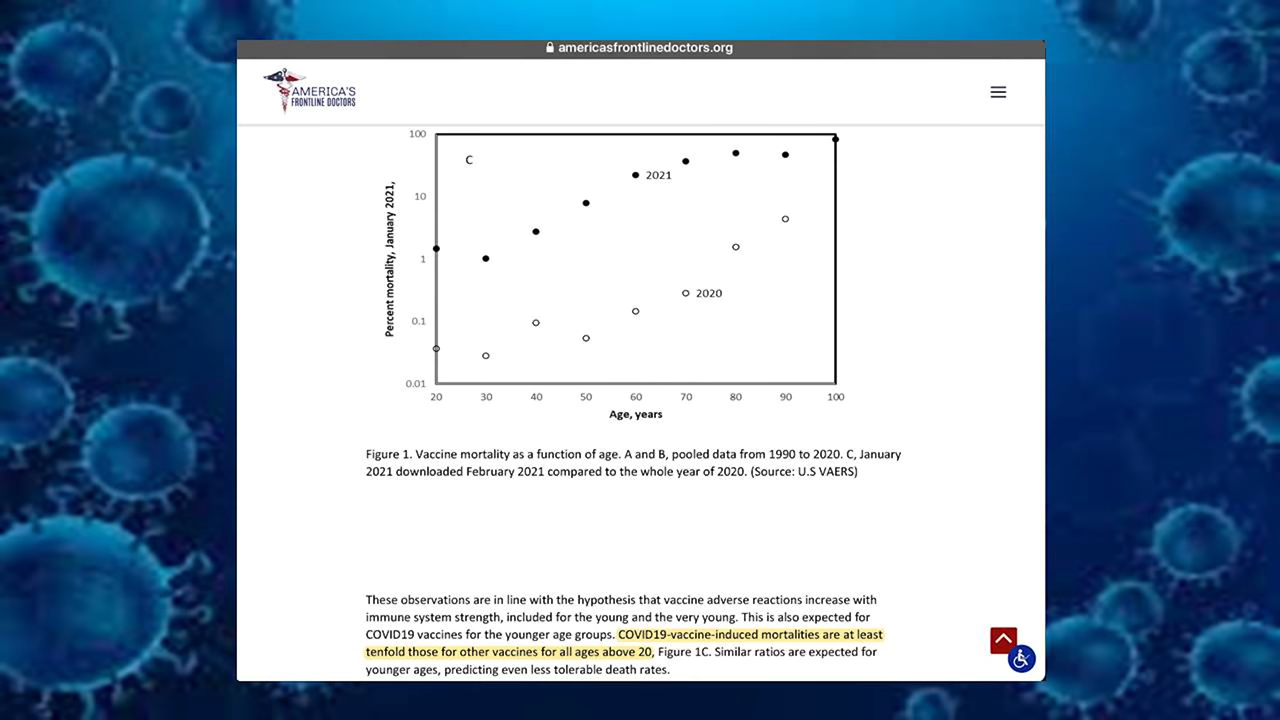 americasfrontlinedoctors.org
AMERICA'S
FRONTLINE DOCTORS
100
10
1
0.1
0.01
Percent mortality, January 2021,
C
2021
2020
20 30 40 50 60 70 80 90 100
Age, years
Figure 1. Vaccine mortality as a function of age. A and B, pooled data from 1990 to 2020. C, January
2021 downloaded February 2021 compared to the whole year of 2020. (Source: U.S VAERS)
These observations are in line with the hypothesis that vaccine adverse reactions increase with
immune system strength, included for the young and the very young. This is also expected for
COVID19 vaccines for the younger age groups. COVID19-vaccine-induced mortalities are at least
tenfold those for other vaccines for all ages above 20, Figure 1C. Similar ratios are expected for
younger ages, predicting even less tolerable death rates.